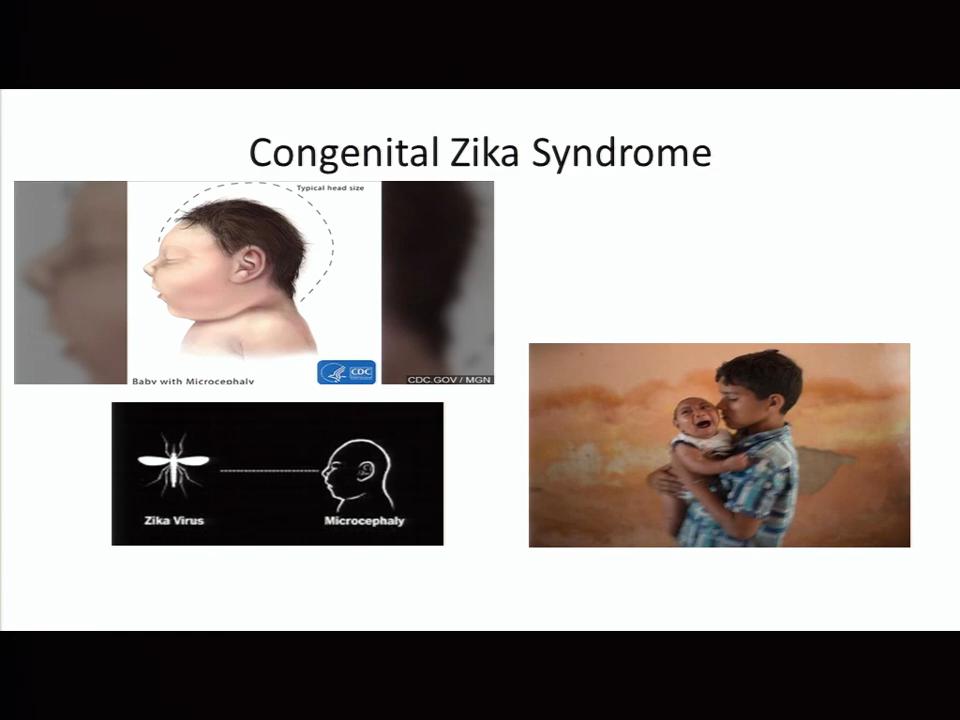 Congenital Zika Syndrome
Typical head size
Baby with Microcephaly
CDC
CDC.GOV / MGN
Zika Virus
Microcephaly